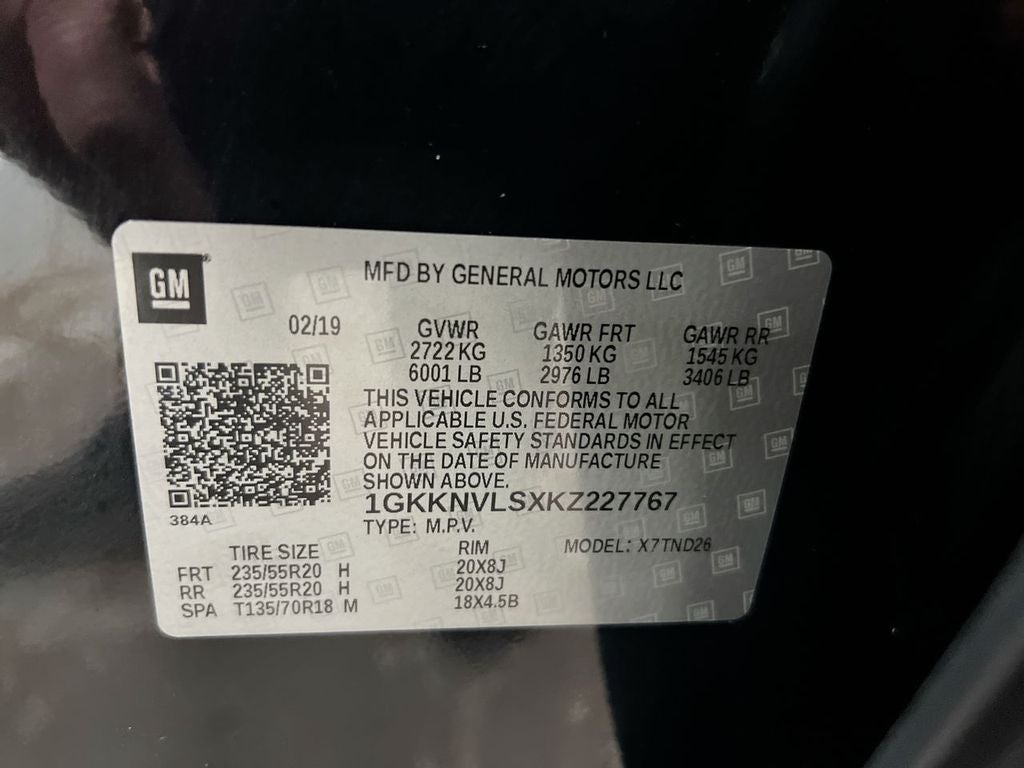 GM
MFD BY GENERAL MOTORS LLC
02/19
GVWR GAWR FRT GAWR RR
2722 KG 1350 KG 1545 KG
6001 LB 2976 LB 3406 LB
THIS VEHICLE CONFORMS TO ALL
APPLICABLE U.S. FEDERAL MOTOR
VEHICLE SAFETY STANDARDS IN EFFECT
ON THE DATE OF MANUFACTURE
SHOWN ABOVE.
1GKKNVLSXKZ227767
384A
TYPE: M.P.V.
TIRE SIZE RIM MODEL: X7TND26
FRT 235/55R20 H 20X8J
RR 235/55R20 H 20X8J
SPA T135/70R18 M 18X4.5B